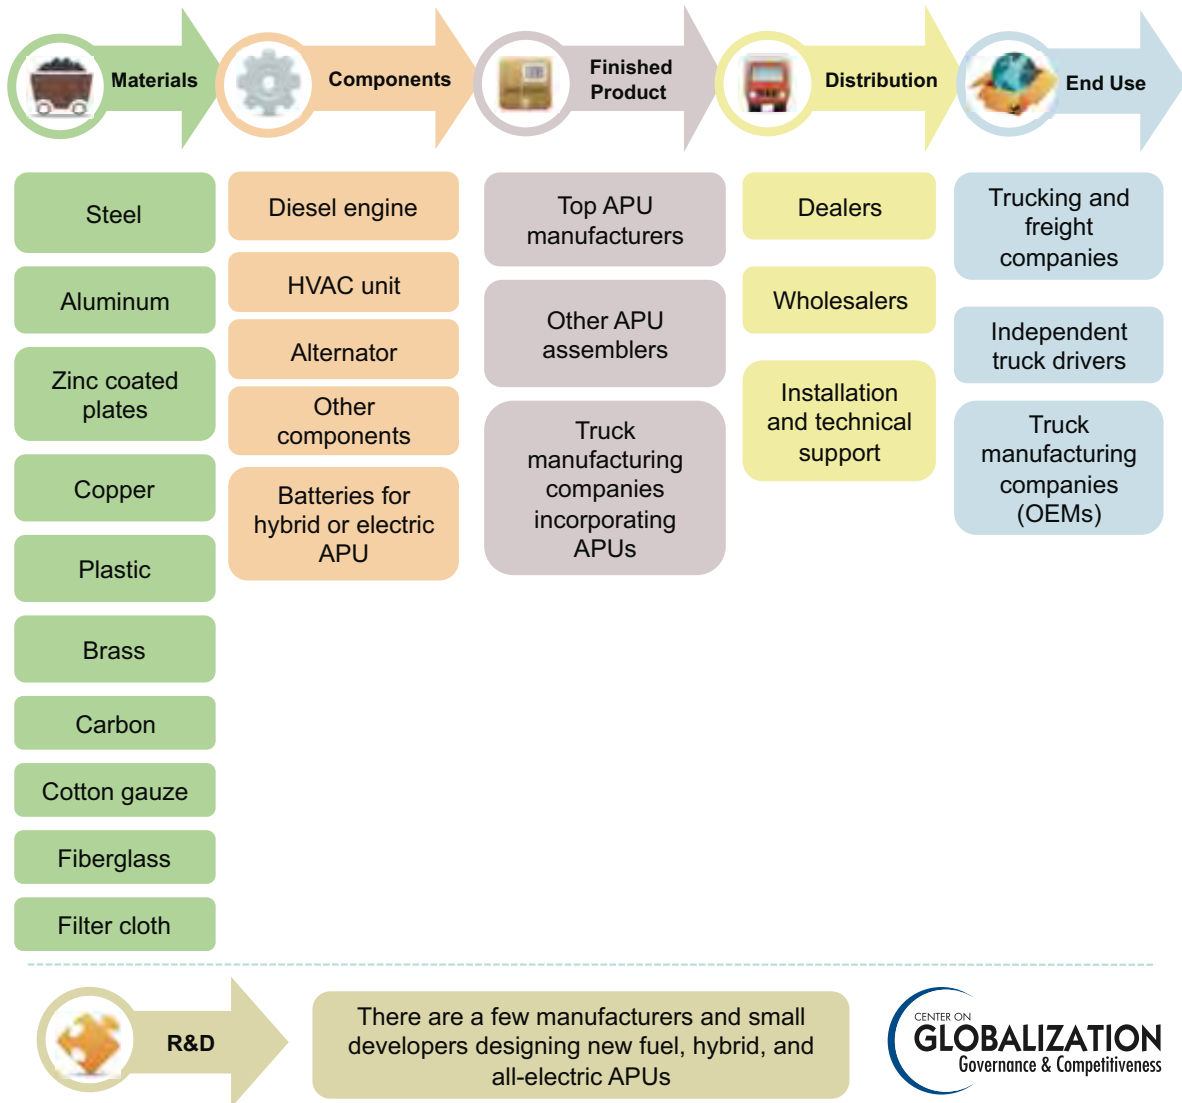 Materials
Components
Finished
Product
Distribution
End Use
Steel
Aluminum
Zinc coated
plates
Copper
Plastic
Brass
Carbon
Cotton gauze
Fiberglass
Filter cloth
Diesel engine
HVAC unit
Alternator
Other
components
Batteries for
hybrid or electric
APU
Top APU
manufacturers
Other APU
assemblers
Truck
manufacturing
companies
incorporating
APUs
Dealers
Wholesalers
Installation
and technical
support
Trucking and
freight
companies
Independent
truck drivers
Truck
manufacturing
companies
(OEMs)
R&D
There are a few manufacturers and small
developers designing new fuel, hybrid, and
all-electric APUs
CENTER ON
GLOBALIZATION
Governance & Competitiveness